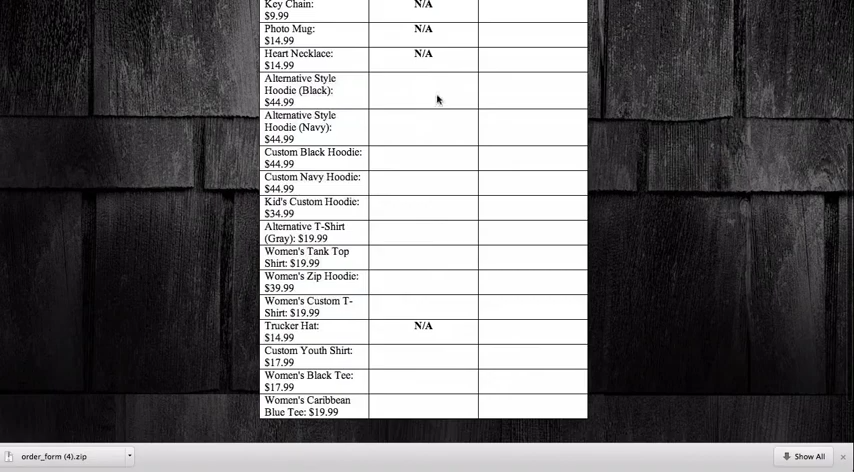 Key Chain: N/A
$9.99
Photo Mug: N/A
$14.99
Heart Necklace: N/A
$14.99
Alternative Style
Hoodie (Black):
$44.99
Alternative Style
Hoodie (Navy):
$44.99
Custom Black Hoodie:
$44.99
Custom Navy Hoodie:
$44.99
Kid's Custom Hoodie:
$34.99
Alternative T-Shirt
(Gray): $19.99
Women's Tank Top
Shirt: $19.99
Women's Zip Hoodie:
$39.99
Women's Custom T-
Shirt: $19.99
Trucker Hat: N/A
$14.99
Custom Youth Shirt:
$17.99
Women's Black Tee:
$17.99
Women's Caribbean
Blue Tee: $19.99
order_form (4).zip Show All